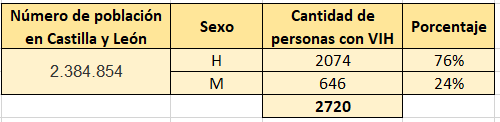 Número de población en Castilla y León Sexo Cantidad de personas con VIH Porcentaje
2.384.854 H 2074 76%
M 646 24%
2720